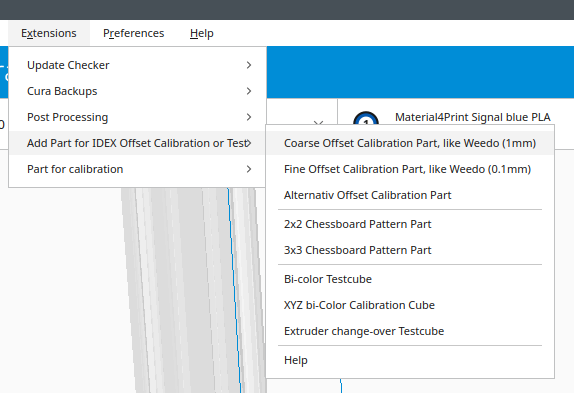 Extensions Preferences Help
Update Checker
Cura Backups
Post Processing
0
1
Material4Print Signal blue PLA
Add Part for IDEX Offset Calibration or Test
Part for calibration
Coarse Offset Calibration Part, like Weedo (1mm)
Fine Offset Calibration Part, like Weedo (0.1mm)
Alternativ Offset Calibration Part
2x2 Chessboard Pattern Part
3x3 Chessboard Pattern Part
Bi-color Testcube
XYZ bi-Color Calibration Cube
Extruder change-over Testcube
Help